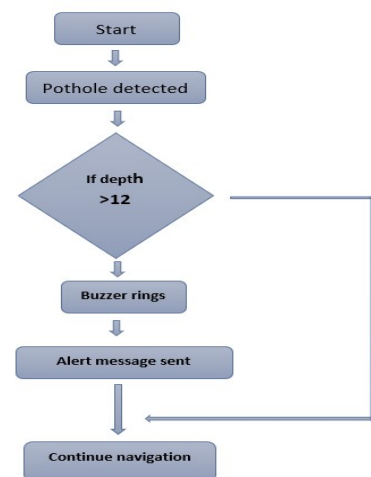 Start
Pothole detected
If depth
>12
Buzzer rings
Alert message sent
Continue navigation